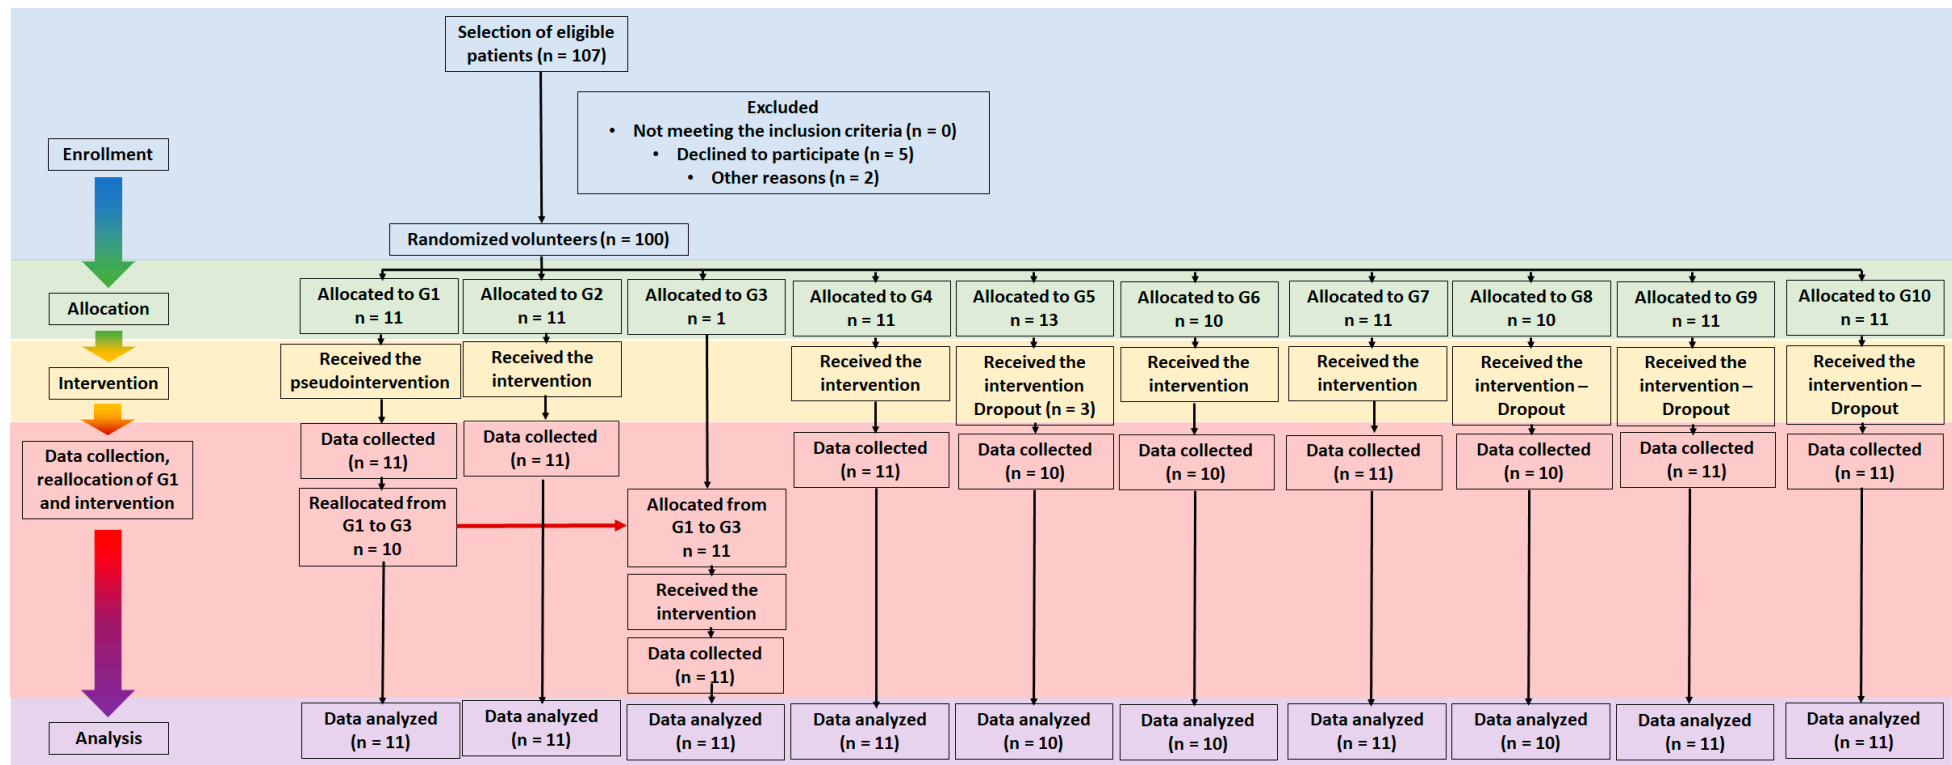 Selection of eligible
patients (n = 107)
Excluded
• Not meeting the inclusion criteria (n = 0)
• Declined to participate (n = 5)
• Other reasons (n = 2)
Enrollment
Randomized volunteers (n = 100)
Allocation
Allocated to G1
n = 11
Allocated to G2
n = 11
Allocated to G3
n = 1
Allocated to G4
n = 11
Allocated to G5
n = 13
Allocated to G6
n = 10
Allocated to G7
n = 11
Allocated to G8
n = 10
Allocated to G9
n = 11
Allocated to G10
n = 11
Intervention
Received the
pseudointervention
Received the
intervention
Received the
intervention
Received the
intervention
Dropout (n = 3)
Received the
intervention
Received the
intervention
Received the
intervention –
Dropout
Received the
intervention –
Dropout
Received the
intervention –
Dropout
Data collection,
reallocation of G1
and intervention
Data collected
(n = 11)
Data collected
(n = 11)
Data collected
(n = 11)
Data collected
(n = 10)
Data collected
(n = 10)
Data collected
(n = 11)
Data collected
(n = 10)
Data collected
(n = 11)
Data collected
(n = 11)
Reallocated from
G1 to G3
n = 10
Allocated from
G1 to G3
n = 11
Received the
intervention
Data collected
(n = 11)
Analysis
Data analyzed
(n = 11)
Data analyzed
(n = 11)
Data analyzed
(n = 11)
Data analyzed
(n = 11)
Data analyzed
(n = 10)
Data analyzed
(n = 10)
Data analyzed
(n = 11)
Data analyzed
(n = 10)
Data analyzed
(n = 11)
Data analyzed
(n = 11)